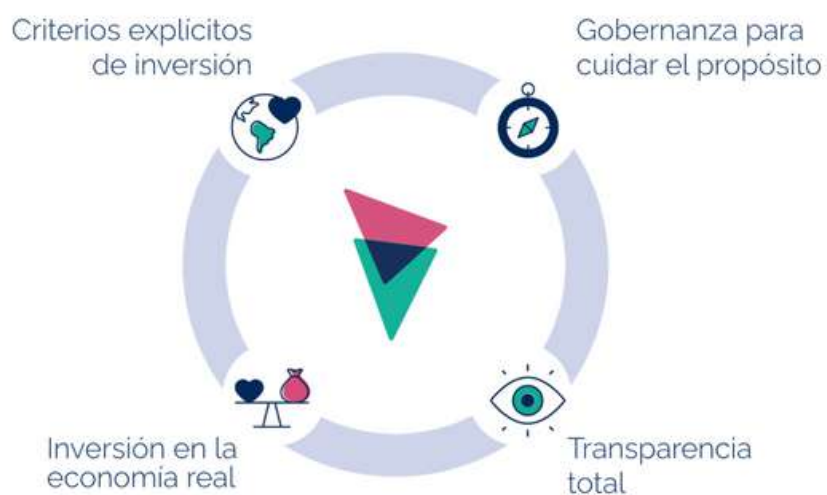 Criterios explícitos
de inversión
Gobernanza para
cuidar el propósito
Inversión en la
economía real
Transparencia
total